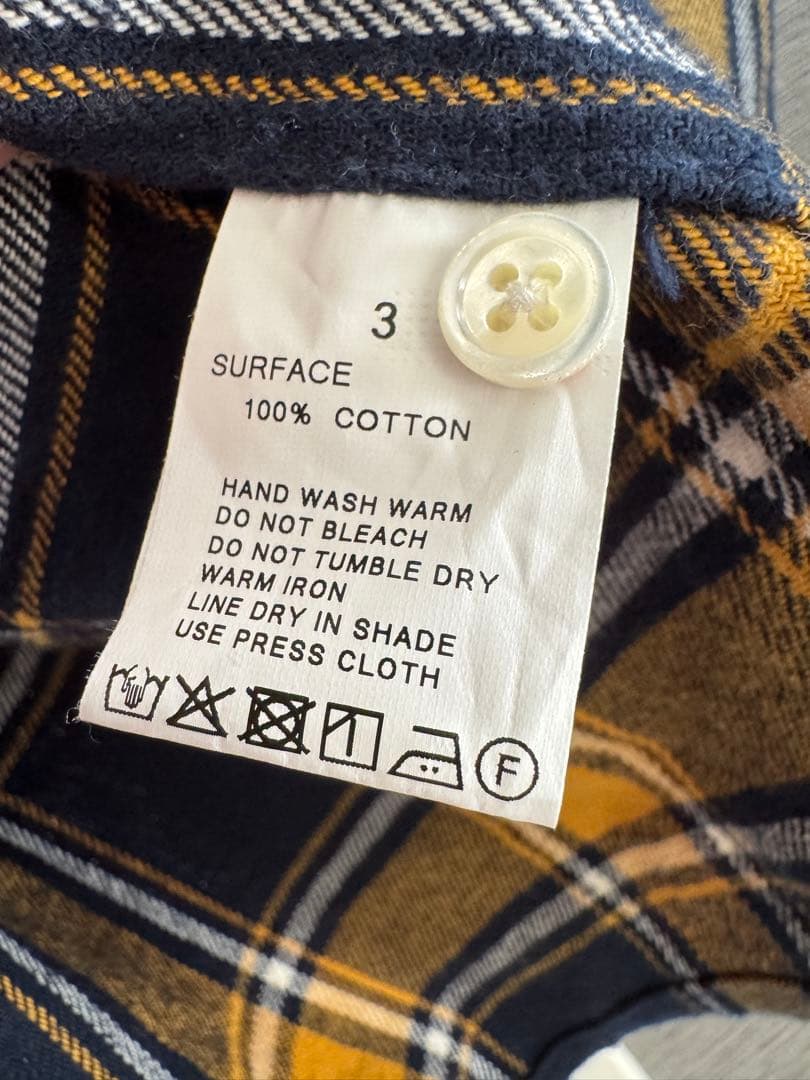 3
SURFACE
100% COTTON
HAND WASH WARM
DO NOT BLEACH
DO NOT TUMBLE DRY
WARM IRON
LINE DRY IN SHADE
USE PRESS CLOTH
F